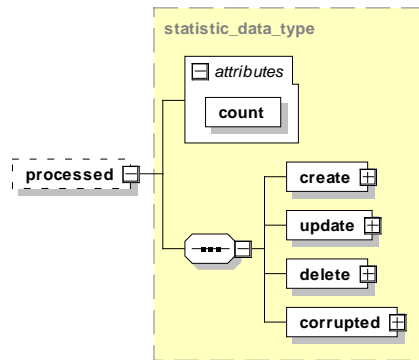 statistic_data_type
attributes
count
processed
create
update
delete
corrupted